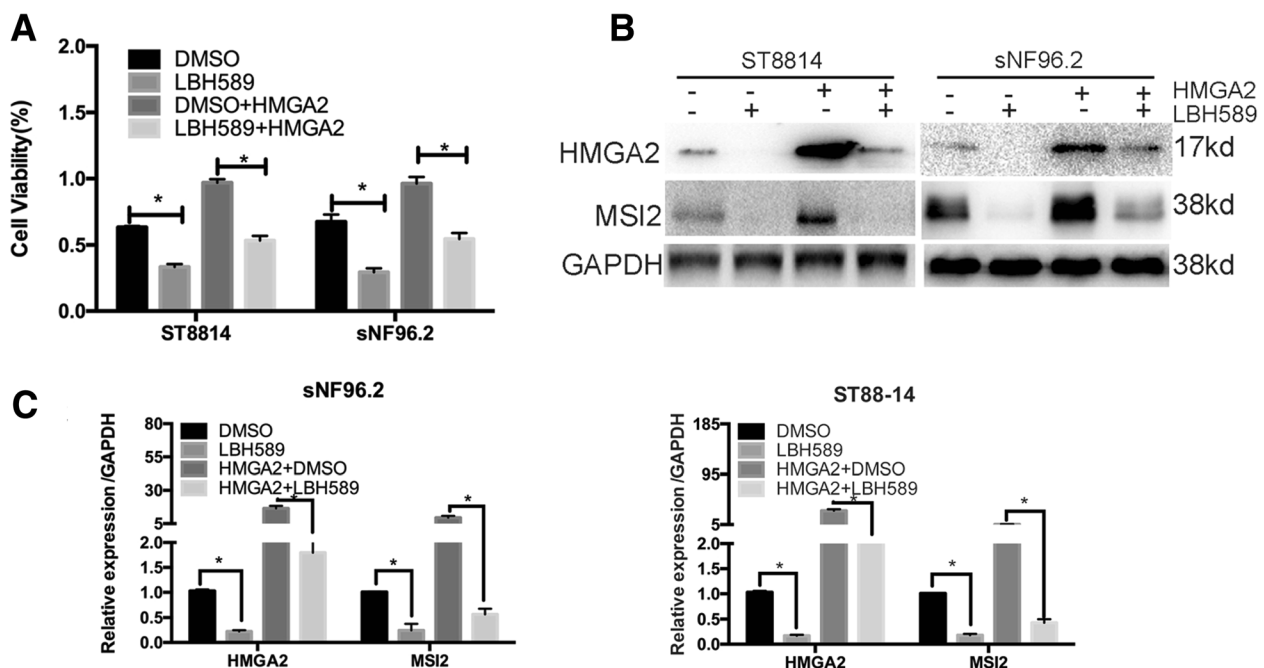 A
2.0
1.5
1.0
0.5
0.0
Cell Viability(%)
DMSO
LBH589
DMSO+HMGA2
LBH589+HMGA2
* * * *
ST8814 sNF96.2
B
ST8814 sNF96.2
- - + + - - + + HMGA2
- + - + - + - + LBH589
HMGA2 17kd
MSI2 38kd
GAPDH 38kd
C
sNF96.2
Relative expression /GAPDH
80
55
30
5
2.0
1.5
1.0
0.5
0.0
DMSO
LBH589
HMGA2+DMSO
HMGA2+LBH589
* * * *
HMGA2 MSI2
ST88-14
Relative expression /GAPDH
185
95
5
2.0
1.5
1.0
0.5
0.0
DMSO
LBH589
HMGA2+DMSO
HMGA2+LBH589
* * * *
HMGA2 MSI2